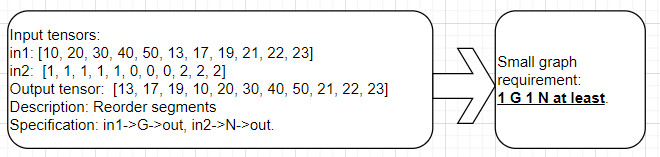 Input tensors:
in1: [10, 20, 30, 40, 50, 13, 17, 19, 21, 22, 23]
in2:  [1, 1, 1, 1, 1, 0, 0, 0, 2, 2, 2]
Output tensor:  [13, 17, 19, 10, 20, 30, 40, 50, 21, 22, 23]
Description: Reorder segments
Specification: in1->G->out, in2->N->out.
Small graph
requirement:
1 G 1 N at least.